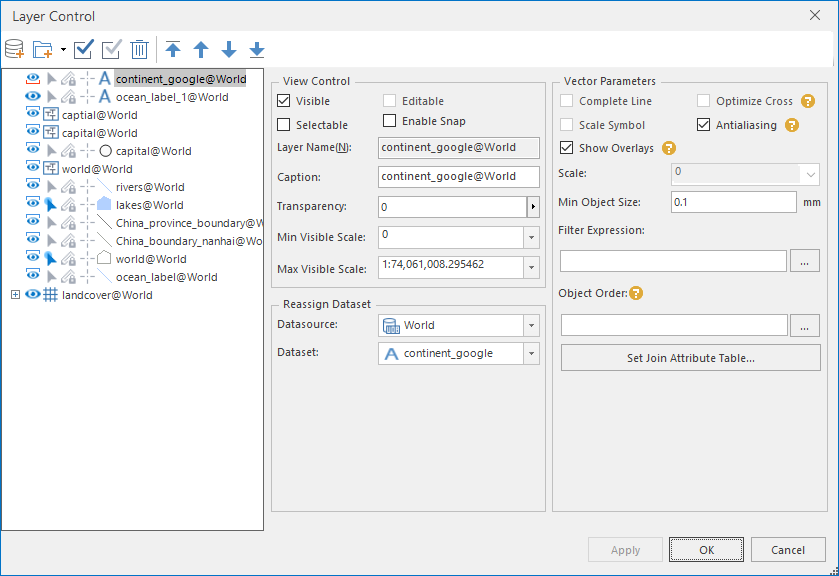 Layer Control
continent_google@World
ocean_label_1@World
captial@World
capital@World
capital@World
world@World
rivers@World
lakes@World
China_province_boundary@W
China_boundary_nanhai@Wo
world@World
ocean_label@World
landcover@World
View Control
Visible
Editable
Selectable
Enable Snap
Layer Name(N):
continent_google@World
Caption:
continent_google@World
Transparency:
0
Min Visible Scale:
0
Max Visible Scale:
1:74,061,008.295462
Reassign Dataset
Datasource:
World
Dataset:
continent_google
Vector Parameters
Complete Line
Optimize Cross
?
Scale Symbol
Antialiasing
?
Show Overlays
?
Scale:
0
Min Object Size:
0.1
mm
Filter Expression:
...
Object Order:
?
...
Set Join Attribute Table...
Apply
OK
Cancel